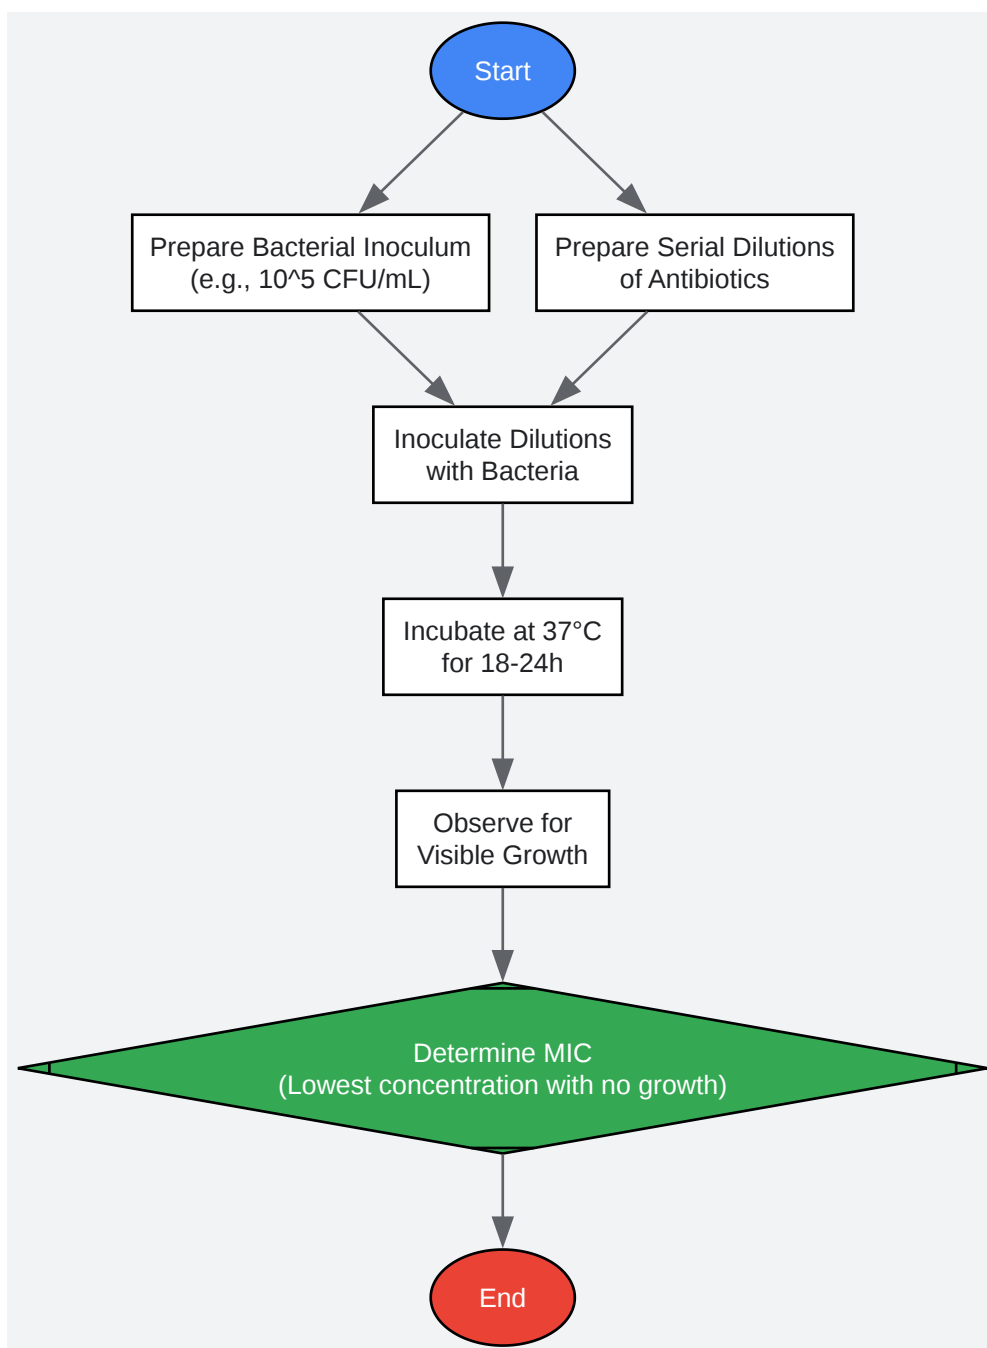 Start
Prepare Bacterial Inoculum
(e.g., 10^5 CFU/mL)
Prepare Serial Dilutions
of Antibiotics
Inoculate Dilutions
with Bacteria
Incubate at 37°C
for 18-24h
Observe for
Visible Growth
Determine MIC
(Lowest concentration with no growth)
End